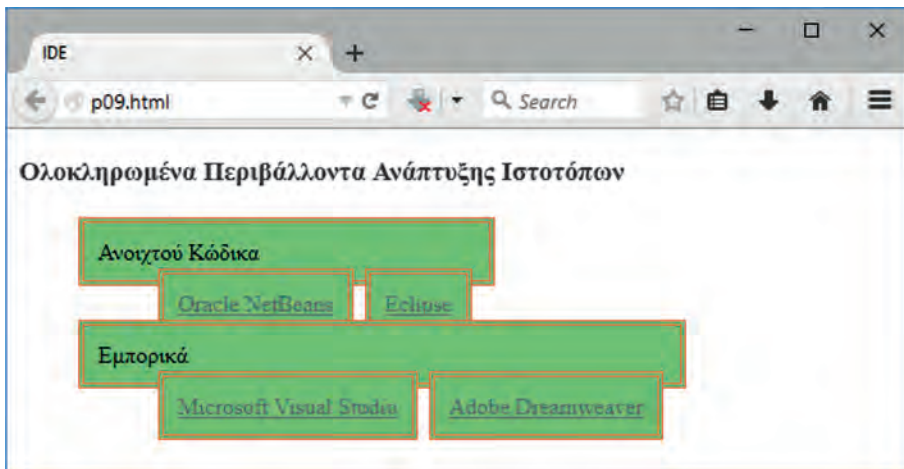 IDE
p09.html
Search
Ολοκληρωμένα Περιβάλλοντα Ανάπτυξης Ιστοτόπων
Ανοιχτού Κώδικα
Oracle NetBeans Eclipse
Εμπορικά
Microsoft Visual Studio Adobe Dreamweaver